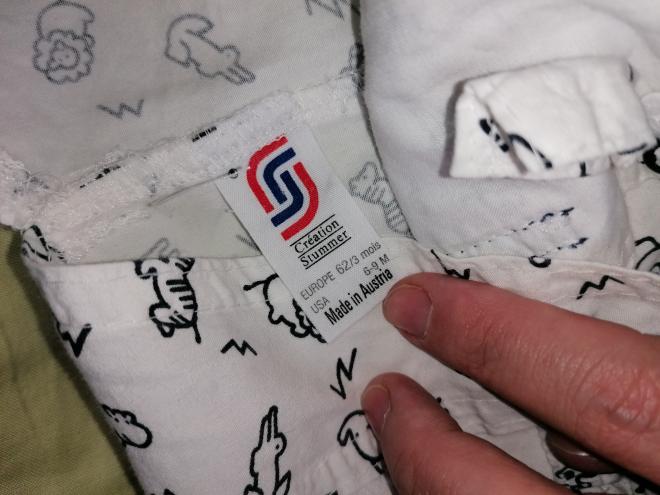 Création
Stummer
EUROPE 62/3 mois
USA 6-9 M
Made in Austria